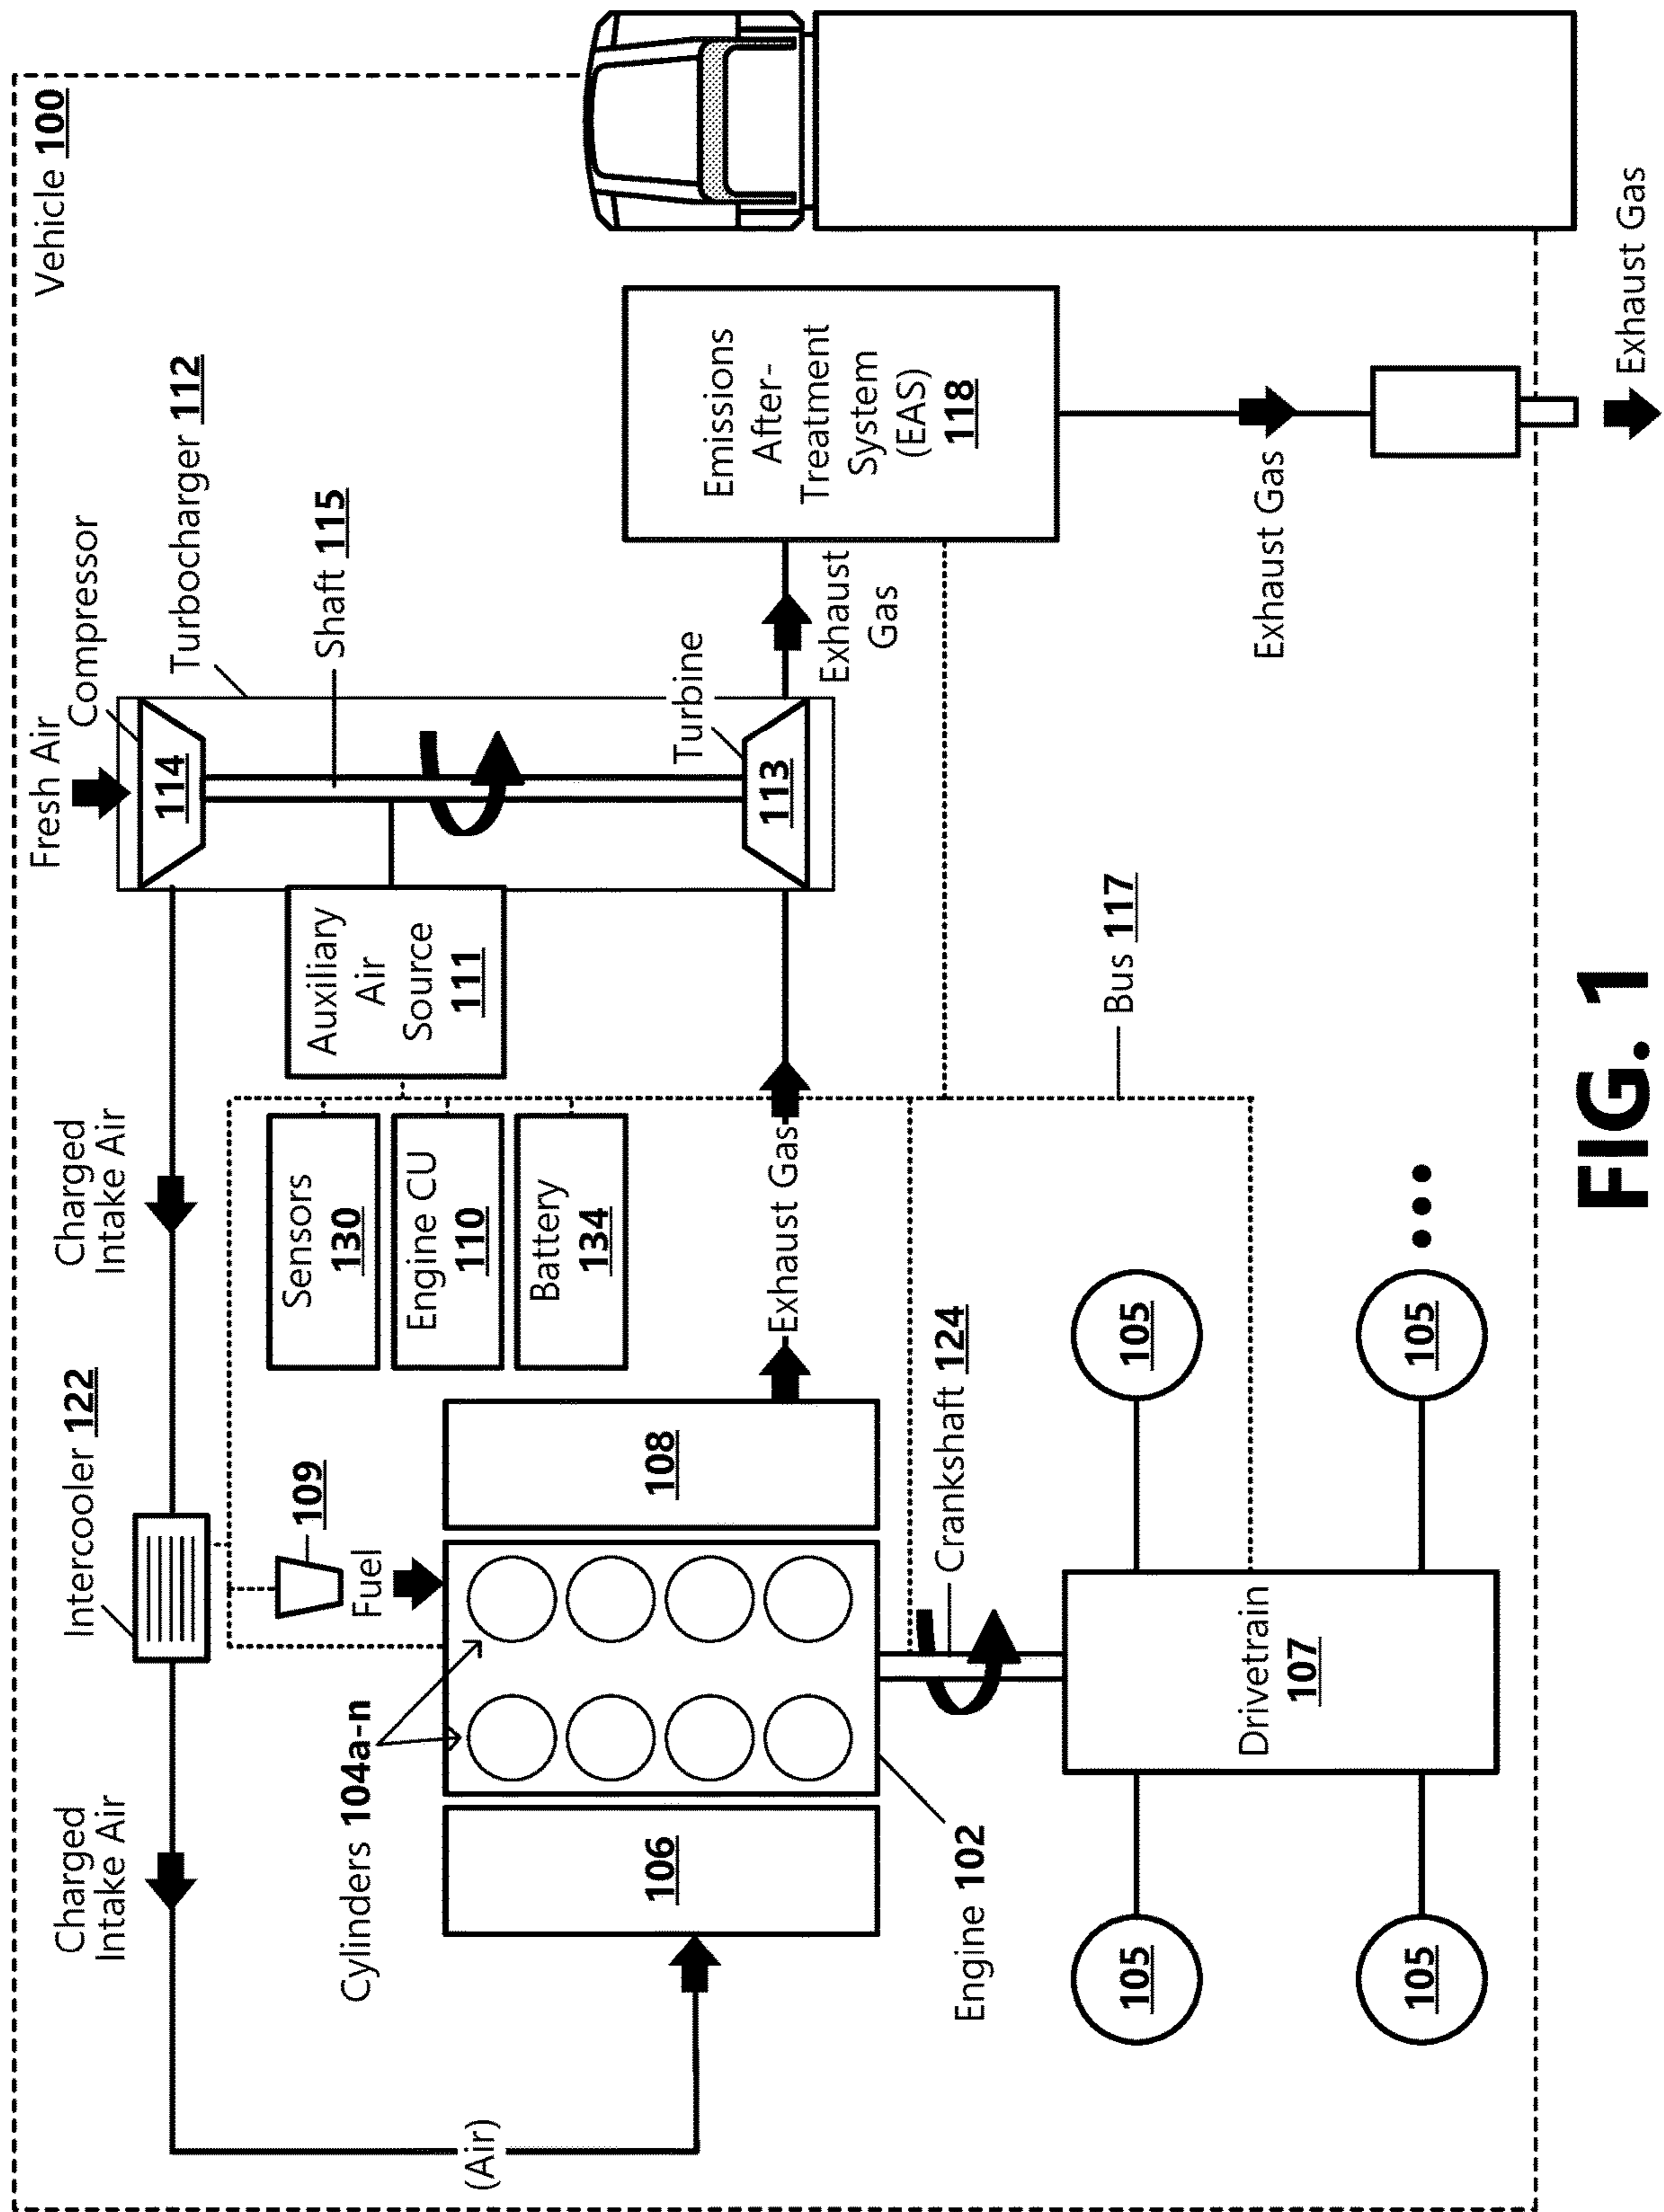 Vehicle 100
Fresh Air
Compressor
Turbocharger 112
114
Shaft 115
Turbine
113
Charged
Intake Air
Intercooler 122
Charged
Intake Air
(Air)
Auxiliary
Air
Source
111
Sensors
130
Engine CU
110
Battery
134
109
Fuel
Cylinders 104a-n
106
108
Engine 102
Exhaust Gas
Exhaust
Gas
Emissions
After-
Treatment
System
(EAS)
118
Exhaust Gas
Exhaust Gas
Crankshaft 124
Bus 117
Drivetrain
107
105
105
105
105
FIG. 1